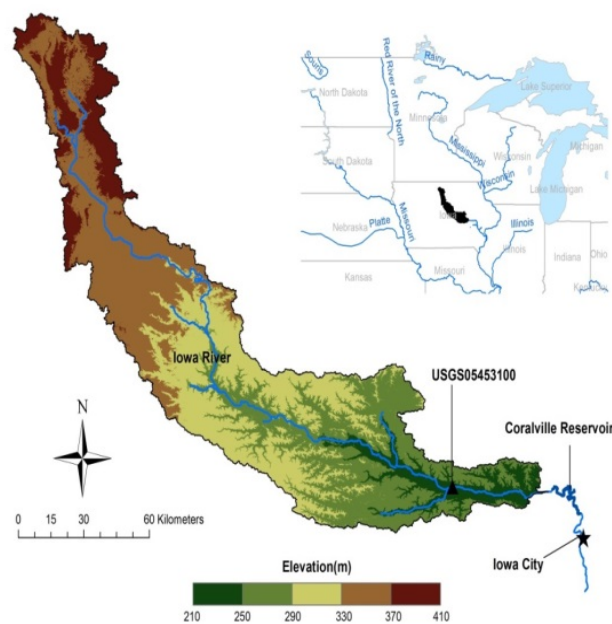 Souris
North Dakota
Red River of the North
Rainy
Lake Superior
Minnesota
Mississippi
Wisconsin
Michigan
South Dakota
Wisconsin
Lake Michigan
Iowa
Nebraska
Platte
Missouri
Illinois
Illinois
Indiana
Ohio
Kansas
Missouri
Iowa River
USGS05453100
Coralville Reservoir
N
0 15 30 60 Kilometers
Iowa City
Elevation(m)
210 250 290 330 370 410